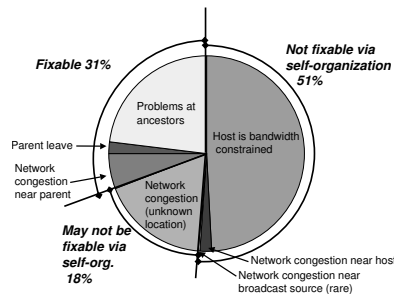 Not fixable via
self-organization
51%
Fixable 31%
Problems at
ancestors
Host is bandwidth
constrained
Parent leave
Network
congestion
near parent
Network
congestion
(unknown
location)
May not be
fixable via
self-org.
18%
Network congestion near host
Network congestion near
broadcast source (rare)